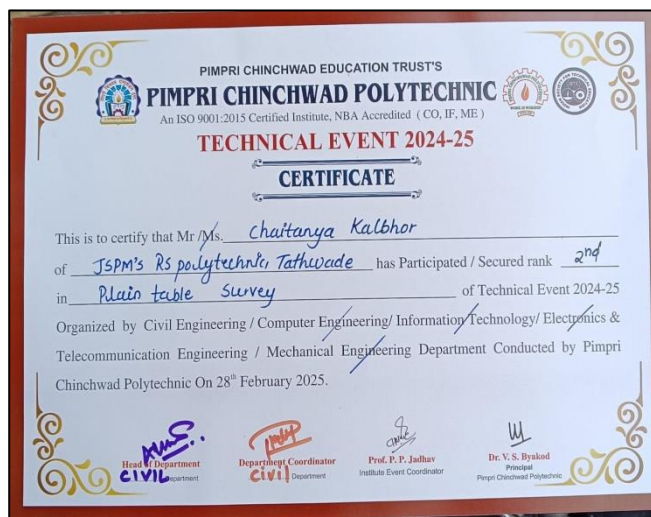 PIMPRI CHINCHWAD EDUCATION TRUST'S
PIMPRI CHINCHWAD POLYTECHNIC
An ISO 9001:2015 Certified Institute, NBA Accredited ( CO, IF, ME )
TECHNICAL EVENT 2024-25
CERTIFICATE
This is to certify that Mr /Ms. Chaitanya Kalbhor
of JSPM's RS polytechnic, Tathwade has Participated / Secured rank 2nd
in Plain table Survey of Technical Event 2024-25
Organized by Civil Engineering / Computer Engineering/ Information Technology/ Electronics &
Telecommunication Engineering / Mechanical Engineering Department Conducted by Pimpri
Chinchwad Polytechnic On 28th February 2025.
Head of Department
CIVIL Department
Department Coordinator
Civil Department
Prof. P. P. Jadhav
Institute Event Coordinator
Dr. V. S. Byakod
Principal
Pimpri Chinchwad Polytechnic